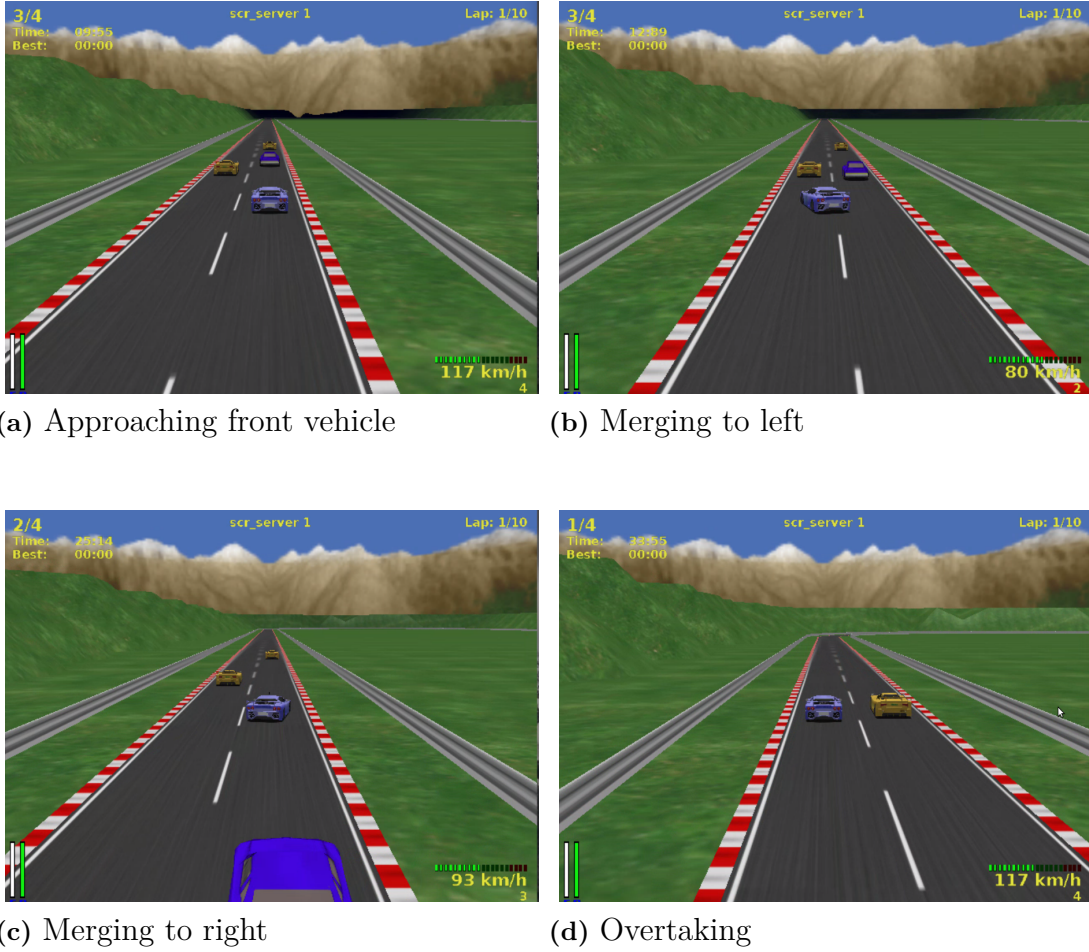 3/4 scr_server 1 Lap: 1/10
Time:
Best: 00:00
117 km/h
4
(a) Approaching front vehicle
3/4 scr_server 1 Lap: 1/10
Time: 12:89
Best: 00:00
80 km/h
2
(b) Merging to left
2/4 scr_server 1 Lap: 1/10
Time: 25:14
Best: 00:00
93 km/h
3
(c) Merging to right
1/4 scr_server 1 Lap: 1/10
Time:
Best: 00:00
117 km/h
4
(d) Overtaking